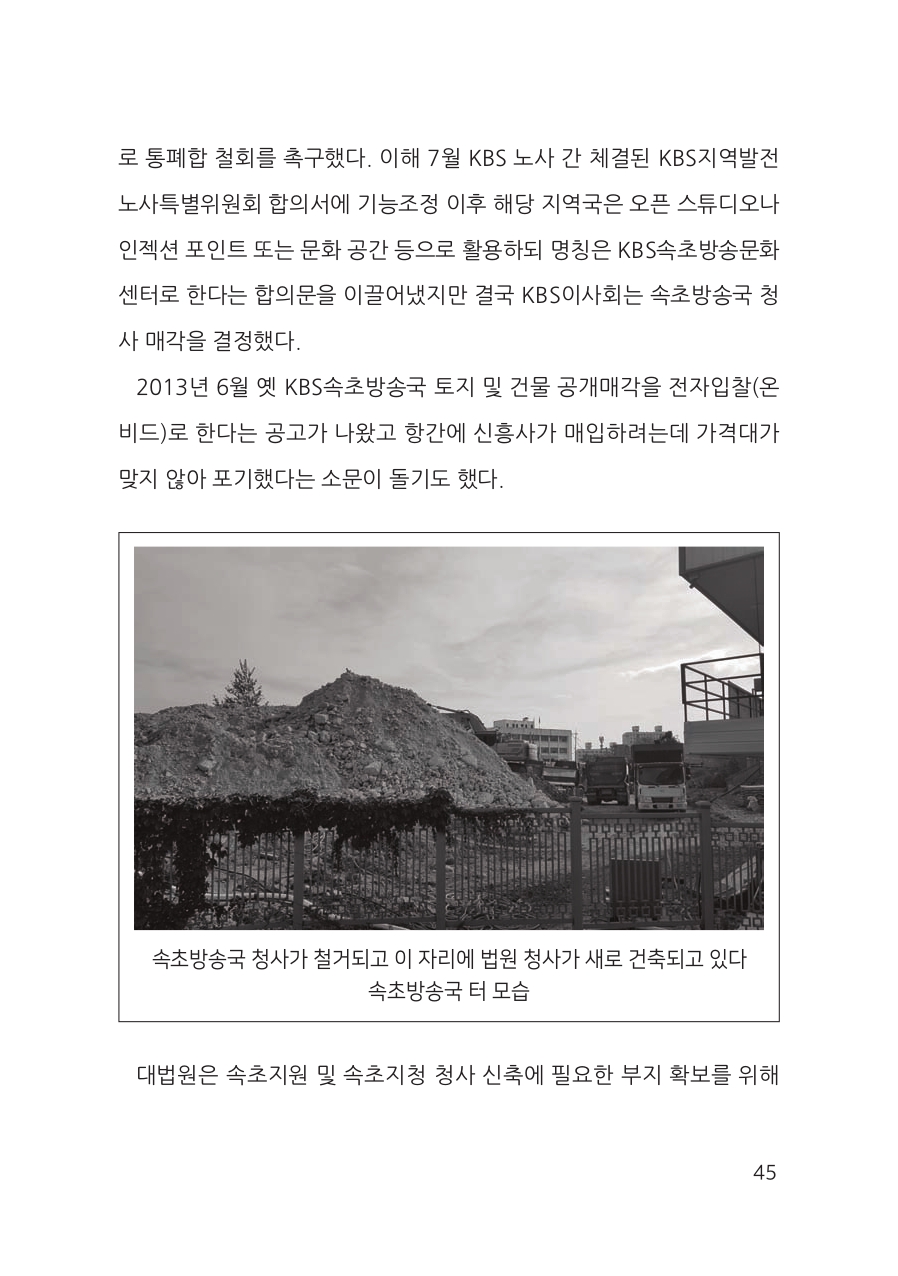 로 통폐합 철회를 촉구했다. 이해 7월 KBS 노사 간 체결된 KBS지역발전
노사특별위원회 합의서에 기능조정 이후 해당 지역국은 오픈 스튜디오나
인젝션 포인트 또는 문화 공간 등으로 활용하되 명칭은 KBS속초방송문화
센터로 한다는 합의문을 이끌어냈지만 결국 KBS이사회는 속초방송국 청
사 매각을 결정했다.
2013년 6월 옛 KBS속초방송국 토지 및 건물 공개매각을 전자입찰(온
비드)로 한다는 공고가 나왔고 항간에 신흥사가 매입하려는데 가격대가
맞지 않아 포기했다는 소문이 돌기도 했다.
속초방송국 청사가 철거되고 이 자리에 법원 청사가 새로 건축되고 있다
속초방송국 터 모습
대법원은 속초지원 및 속초지청 청사 신축에 필요한 부지 확보를 위해
45